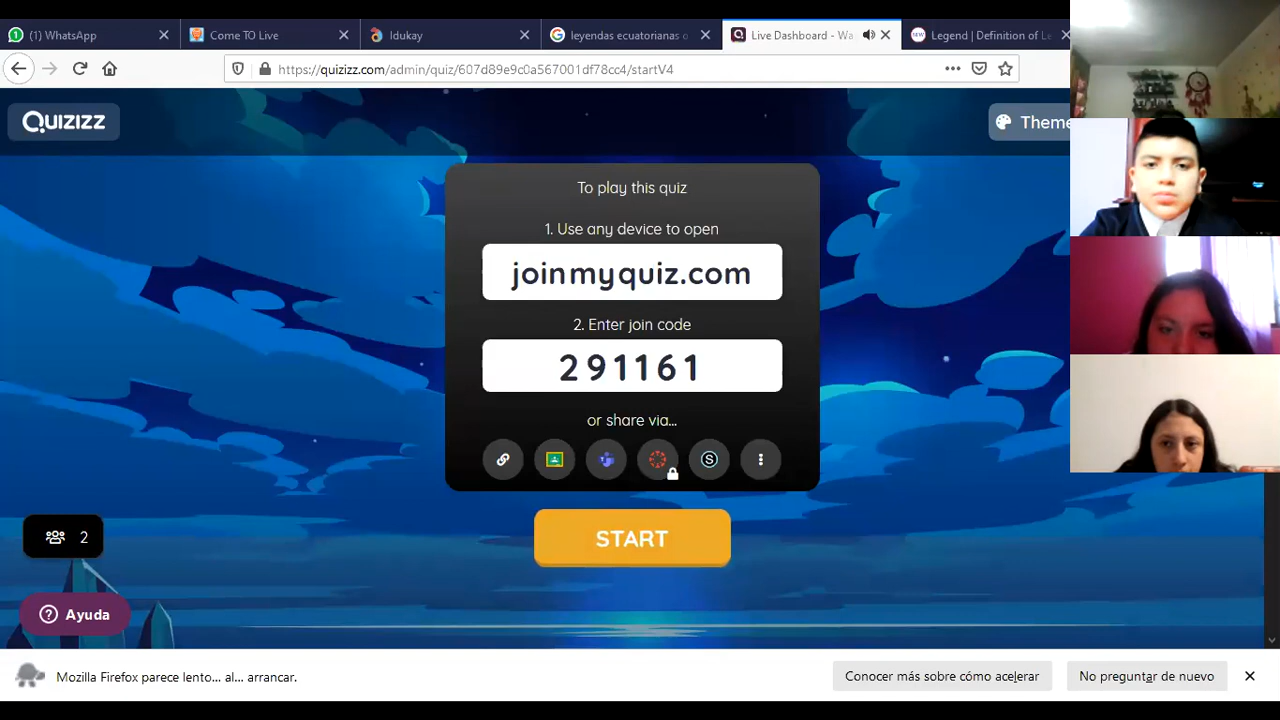 (1) WhatsApp
Come TO Live
Idukay
leyendas ecuatorianas o
Live Dashboard - Wa
Legend | Definition of Le
https://quizizz.com/admin/quiz/607d89e9c0a567001df78cc4/startV4
Quizizz
Theme
To play this quiz
1. Use any device to open
joinmyquiz.com
2. Enter join code
291161
or share via...
START
2
Ayuda
Mozilla Firefox parece lento... al... arrancar.
Conocer más sobre cómo acelerar
No preguntar de nuevo